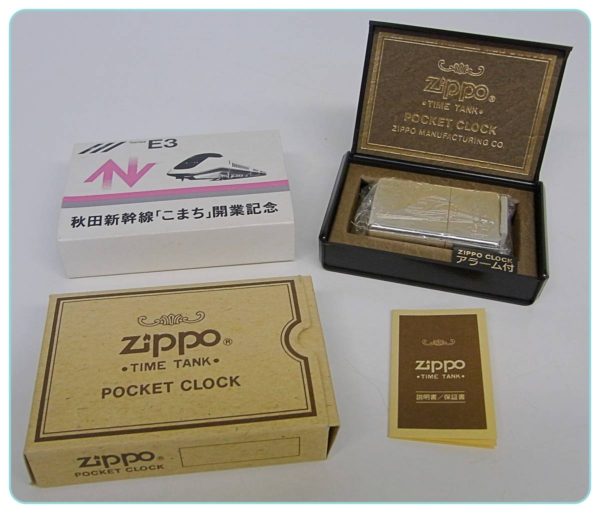 E3
秋田新幹線「こまち」開業記念
Zippo®
•TIME TANK•
POCKET CLOCK
ZIPPO MANUFACTURING CO.
ZIPPO CLOCK
アラーム付
Zippo®
•TIME TANK•
POCKET CLOCK
Zippo
POCKET CLOCK
Zippo
•TIME TANK•
説明書／保証書